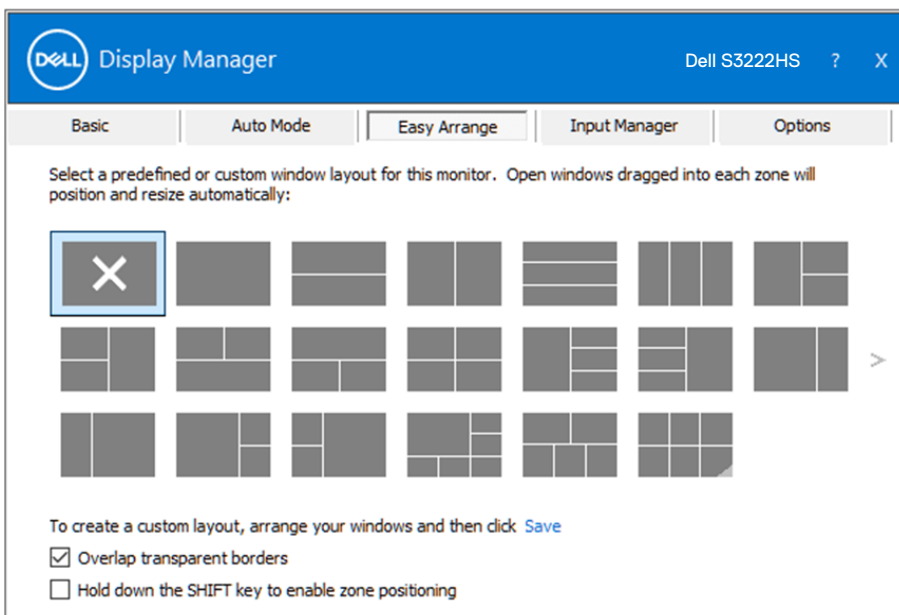 DELL Display Manager
Dell S3222HS ? X
Basic Auto Mode Easy Arrange Input Manager Options
Select a predefined or custom window layout for this monitor. Open windows dragged into each zone will
position and resize automatically:
>
To create a custom layout, arrange your windows and then click Save
Overlap transparent borders
Hold down the SHIFT key to enable zone positioning